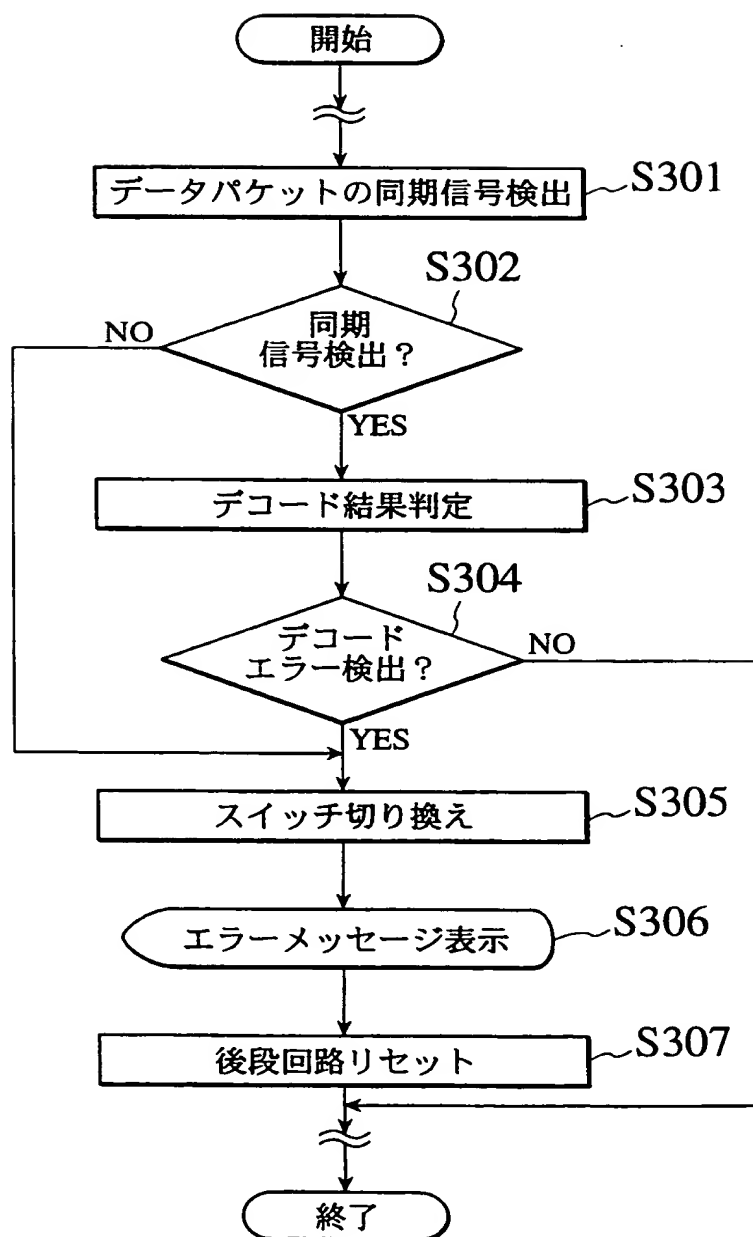 開始
データパケットの同期信号検出
S301
S302
同期
信号検出？
NO
YES
デコード結果判定
S303
S304
デコード
エラー検出？
NO
YES
スイッチ切り換え
S305
エラーメッセージ表示
S306
後段回路リセット
S307
終了